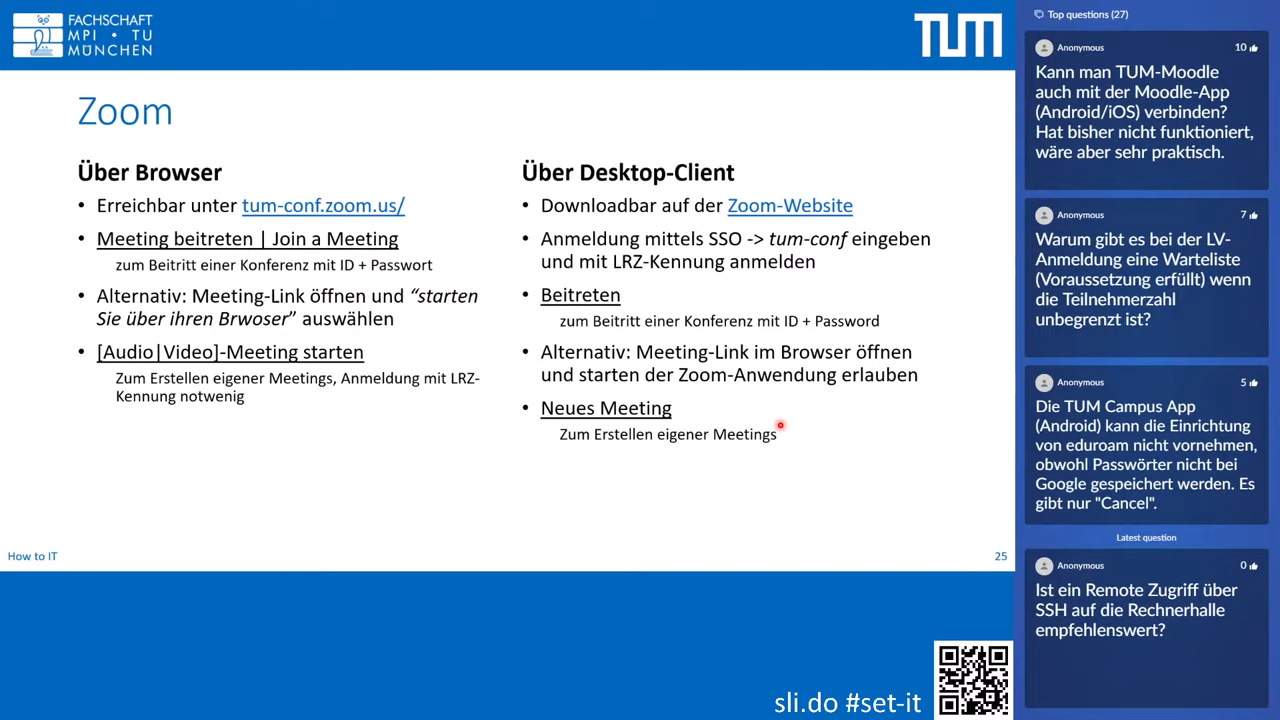 FACHSCHAFT
MPI • TU
MÜNCHEN
TUM
Zoom
Über Browser
• Erreichbar unter tum-conf.zoom.us/
• Meeting beitreten | Join a Meeting
zum Beitritt einer Konferenz mit ID + Passwort
• Alternativ: Meeting-Link öffnen und “starten
Sie über ihren Brwoser” auswählen
• [Audio|Video]-Meeting starten
Zum Erstellen eigener Meetings, Anmeldung mit LRZ-
Kennung notwenig
Über Desktop-Client
• Downloadbar auf der Zoom-Website
• Anmeldung mittels SSO -> tum-conf eingeben
und mit LRZ-Kennung anmelden
• Beitreten
zum Beitritt einer Konferenz mit ID + Password
• Alternativ: Meeting-Link im Browser öffnen
und starten der Zoom-Anwendung erlauben
• Neues Meeting
Zum Erstellen eigener Meetings
How to IT
25
sli.do #set-it
Top questions (27)
Anonymous 10
Kann man TUM-Moodle
auch mit der Moodle-App
(Android/iOS) verbinden?
Hat bisher nicht funktioniert,
wäre aber sehr praktisch.
Anonymous 7
Warum gibt es bei der LV-
Anmeldung eine Warteliste
(Voraussetzung erfüllt) wenn
die Teilnehmerzahl
unbegrenzt ist?
Anonymous 5
Die TUM Campus App
(Android) kann die Einrichtung
von eduroam nicht vornehmen,
obwohl Passwörter nicht bei
Google gespeichert werden. Es
gibt nur "Cancel".
Latest question
Anonymous 0
Ist ein Remote Zugriff über
SSH auf die Rechnerhalle
empfehlenswert?